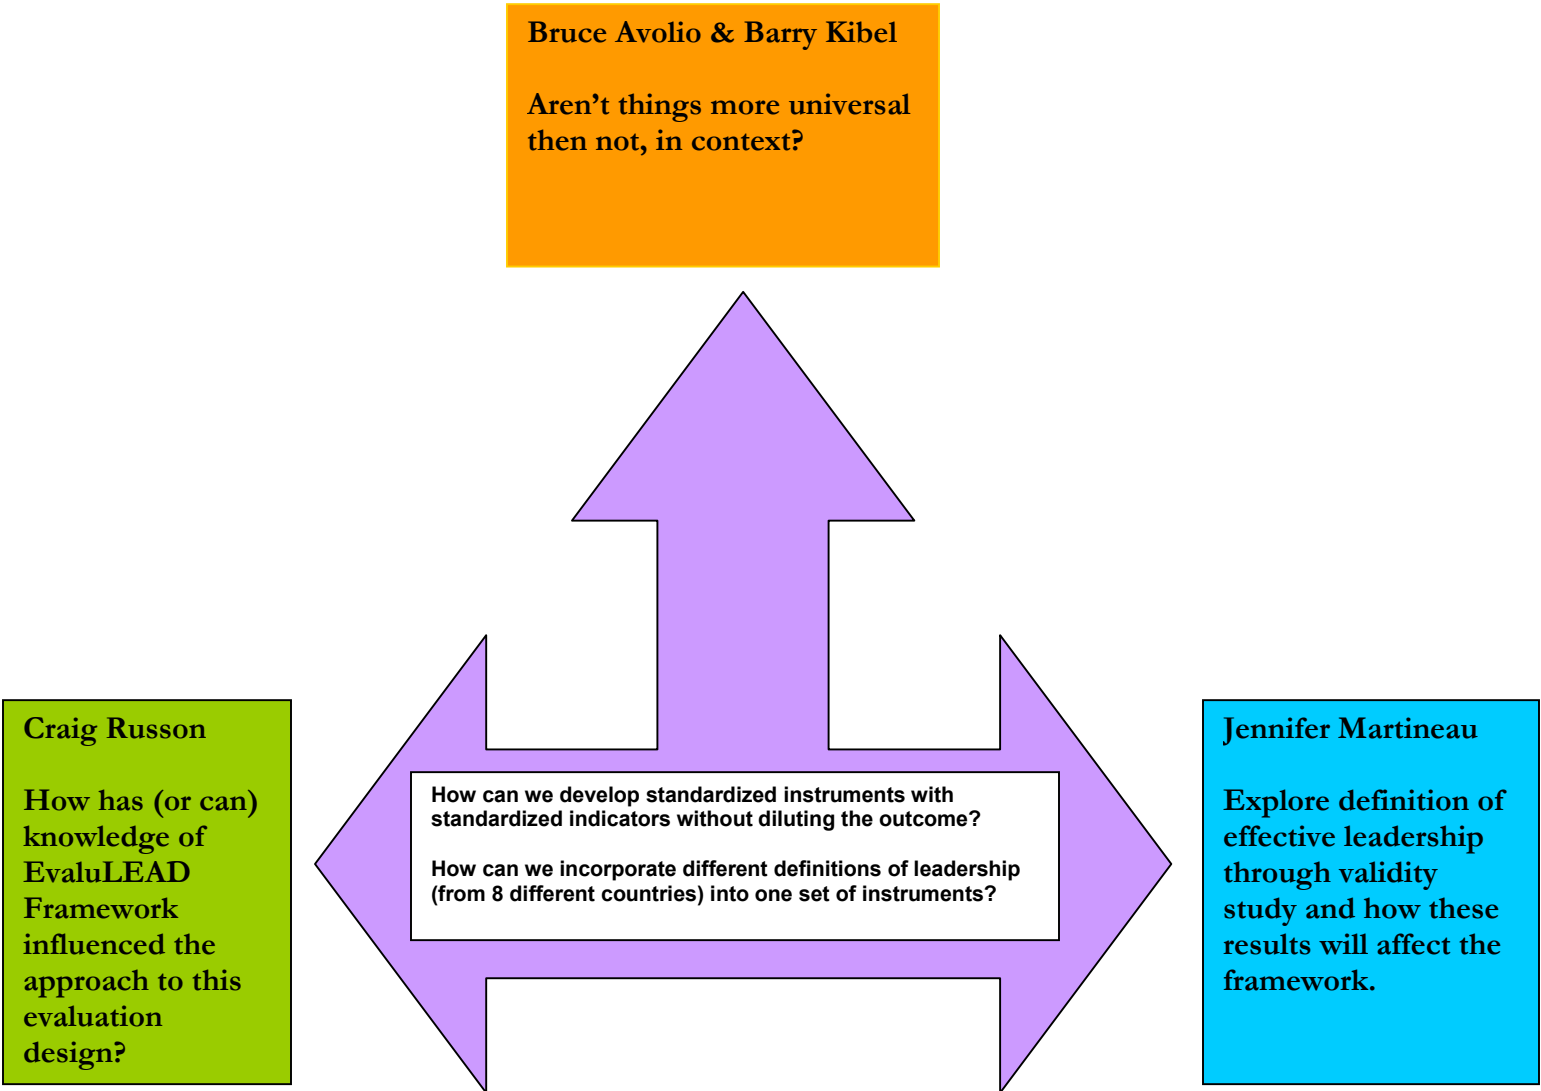 Bruce Avolio & Barry Kibel
Aren’t things more universal
then not, in context?
Craig Russon
How has (or can)
knowledge of
EvaluLEAD
Framework
influenced the
approach to this
evaluation
design?
How can we develop standardized instruments with
standardized indicators without diluting the outcome?
How can we incorporate different definitions of leadership
(from 8 different countries) into one set of instruments?
Jennifer Martineau
Explore definition of
effective leadership
through validity
study and how these
results will affect the
framework.